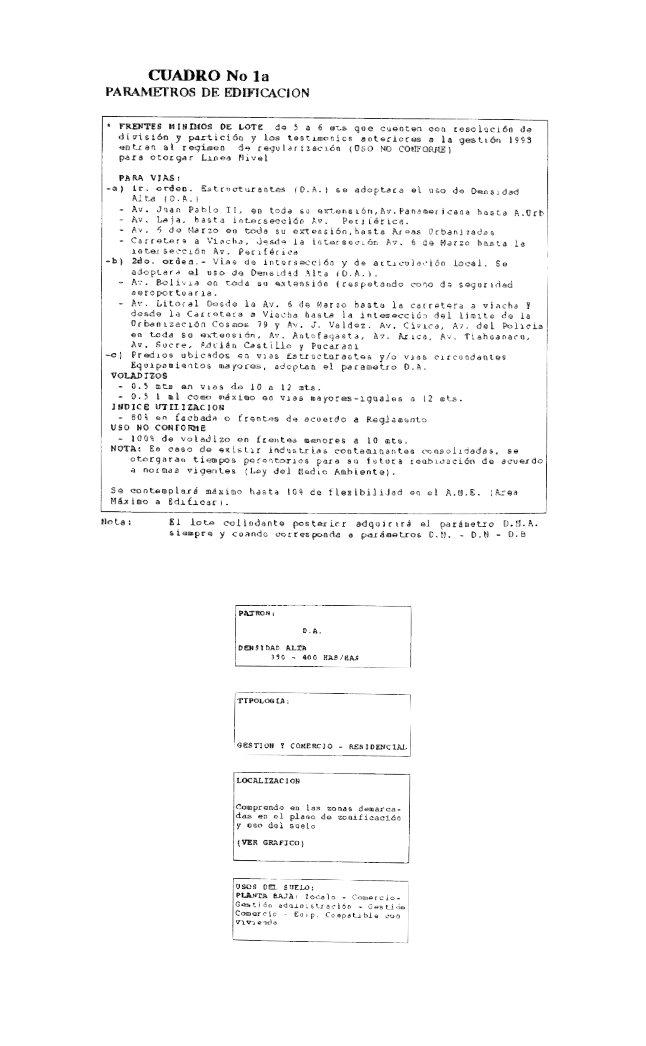 CUADRO No 1a
PARAMETROS DE EDIFICACION
* FRENTES MINIMOS DE LOTE de 5 a 6 mts que cuenten con resolución de
división y partición y los testimonios anteriores a la gestión 1993
entran al regimen de regularización (USO NO CONFORME)
para otorgar Linea Nivel
PARA VIAS:
-a) 1r. orden. Estructurantes (D.A.) se adoptara el uso de Densidad
Alta (D.A.)
- Av. Juan Pablo II, en toda su extensión,Av.Panamericana hasta A.Urb
- Av. Laja, hasta intersección Av. Periférica.
- Av. 6 de Marzo en toda su extensión,hasta Areas Urbanizadas
- Carretera a Viacha, desde la intersección Av. 6 de Marzo hasta la
intersección Av. Periférica
-b) 2do. orden.- Vias de intersección y de articulación Local. Se
adoptara el uso de Densidad Alta (D.A.).
- Av. Bolivia en toda su extensión (respetando cono de seguridad
aeroportuaria.
- Av. Litoral Desde la Av. 6 de Marzo hasta la carretera a viacha Y
desde la Carretera a Viacha hasta la intesección del limite de la
Urbanización Cosmos 79 y Av. J. Valdez. Av. Civica, Av. del Policia
en toda su extensión, Av. Antofagasta, Av. Arica, Av. Tiahuanacu,
Av. Sucre, Adrián Castillo y Pucarani
-c) Predios ubicados en vias Estructurantes y/o vias circundantes
Equipamientos mayores, adoptan el parametro D.A.
VOLADIZOS
- 0.5 mts en vias de 10 a 12 mts.
- 0.5 1 ml como máximo en vias mayores-iguales a 12 mts.
INDICE UTILIZACION
- 80% en fachada o frentes de acuerdo a Reglamento
USO NO CONFORME
- 100% de voladizo en frentes menores a 10 mts.
NOTA: En caso de existir industrias contaminantes consolidadas, se
otorgaran tiempos perentorios para su futura reubicación de acuerdo
a normas vigentes (Ley del Medio Ambiente).
Se contemplará máximo hasta 10% de flexibilidad en el A.M.E. (Area
Máximo a Edificar).
Nota: El lote colindante posterior adquirirá el parámetro D.M.A.
siempre y cuando corresponda a parámetros D.M. - D.M - D.B
PATRON:
D.A.
DENSIDAD ALTA
350 - 400 HAB/HAS
TIPOLOGIA:
GESTION Y COMERCIO - RESIDENCIAL
LOCALIZACION
Comprende en las zonas demarca-
das en el plano de zonificación
y uso del suelo
(VER GRAFICO)
USOS DEL SUELO:
PLANTA BAJA: Zocalo - Comercio-
Gestión administración - Gestión
Comercio - Equip. Compatible con
vivienda